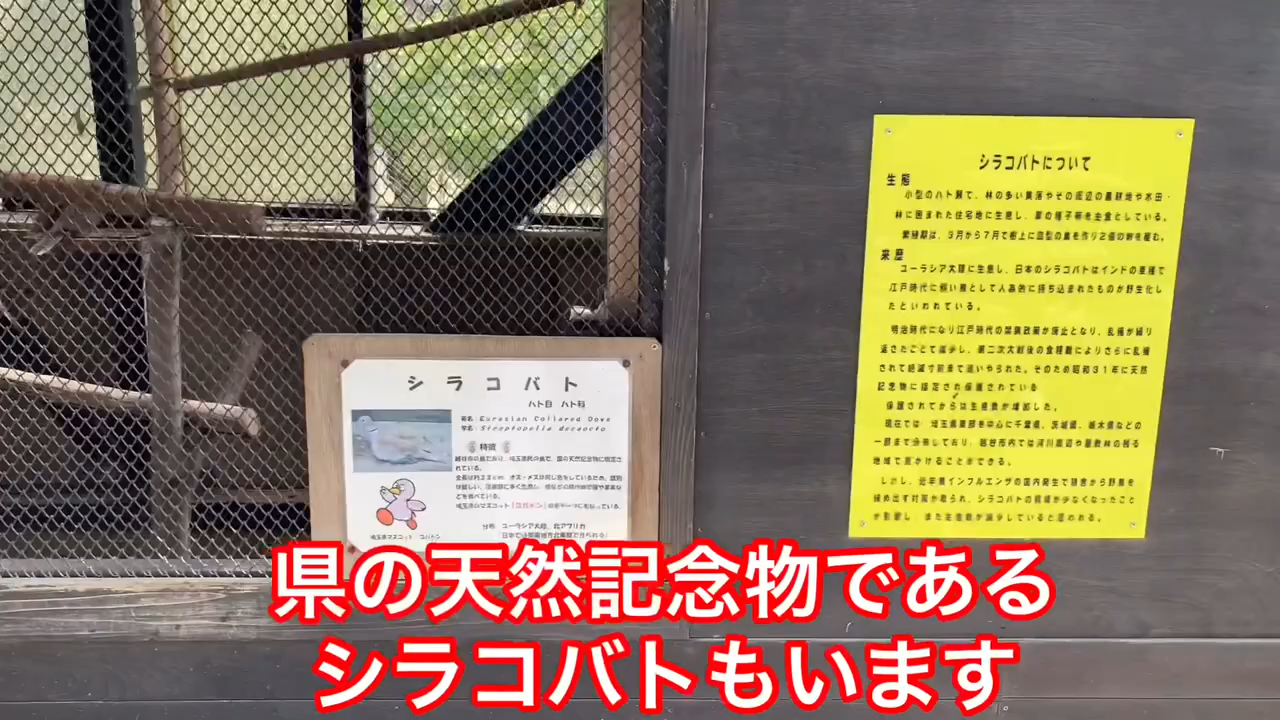 シラコバト
ハト目 ハト科
英名：Eurasian Collared Dove
学名：Streptopelia decaocto
特徴
埼玉県マスコット コバトン
分布 ユーラシア大陸、北アフリカ
シラコバトについて
生態
小型のハト類で、林の多い集落やその周辺の農耕地や水田・
林に囲まれた住宅地に生息し、草の種子等を主食としている。
繁殖期は、3月から7月で樹上に皿型の巣を作り2個の卵を産む。
来歴
ユーラシア大陸に生息し、日本のシラコバトはインドの亜種で
江戸時代に飼い鳥として人為的に持ち込まれたものが野生化し
たといわれている。
明治時代になり江戸時代の禁猟政策が廃止となり、乱獲が繰り
返されたことで減少し、第二次大戦後の食糧難によりさらに乱獲
されて絶滅寸前まで追いやられた。そのため昭和31年に天然
記念物に指定され保護されている
保護されてからは生息数が増加した。
現在では、埼玉県東部を中心に千葉県、茨城県、栃木県などの
一部まで分布しており、越谷市内では河川周辺や屋敷林の残る
地域で見かけることができる。
しかし、近年鳥インフルエンザの国内発生で鶏舎から野鳥を
締め出す対策が取られ、シラコバトの餌場が少なくなったこと
が影響し、また生息数が減少していると思われる。
県の天然記念物である
シラコバトもいます